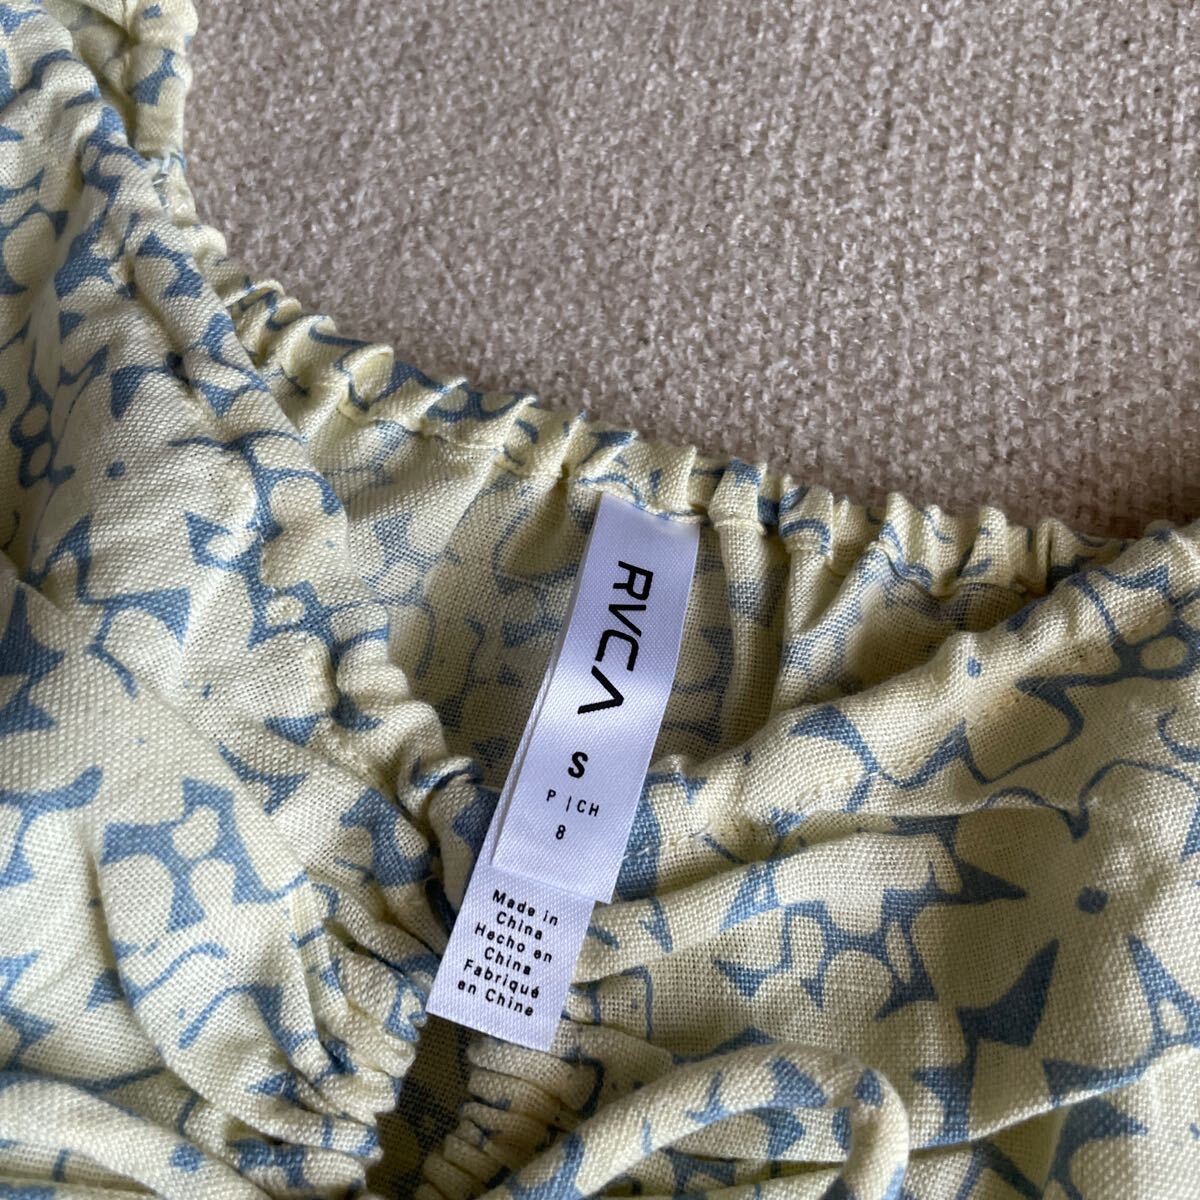 RVCA
S
P | CH
8
Made in
China
Hecho en
China
Fabriqué
en Chine